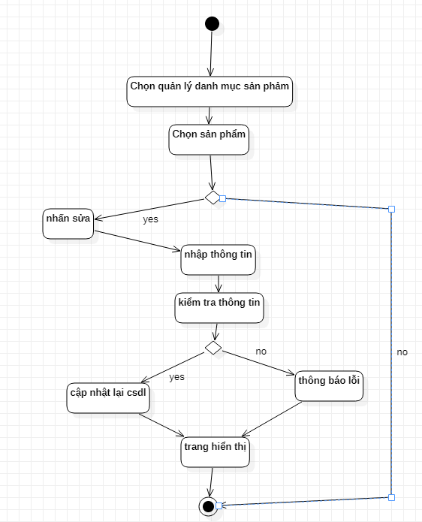 Chọn quản lý danh mục sản phảm
Chọn sản phẩm
yes
nhấn sửa
nhập thông tin
kiểm tra thông tin
no
no
yes
thông báo lỗi
cập nhật lại csdl
trang hiển thị